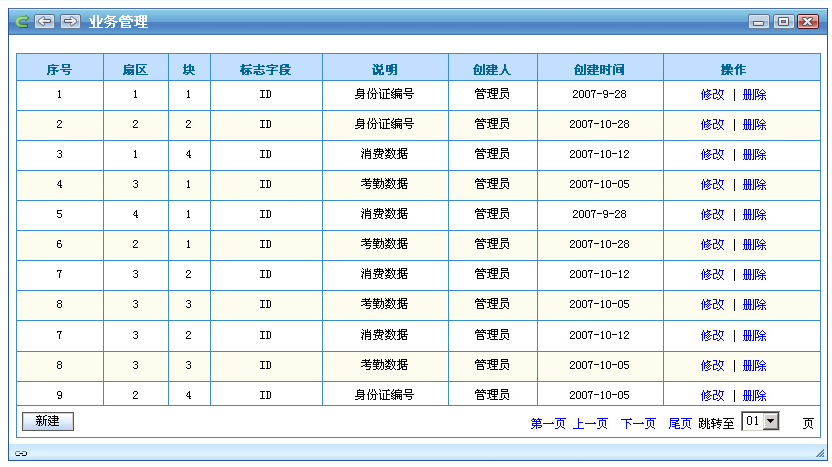 业务管理
序号 扇区 块 标志字段 说明 创建人 创建时间 操作
1 1 1 ID 身份证编号 管理员 2007-9-28 修改 | 删除
2 2 2 ID 身份证编号 管理员 2007-10-28 修改 | 删除
3 1 4 ID 消费数据 管理员 2007-10-12 修改 | 删除
4 3 1 ID 考勤数据 管理员 2007-10-05 修改 | 删除
5 4 1 ID 消费数据 管理员 2007-9-28 修改 | 删除
6 2 1 ID 考勤数据 管理员 2007-10-28 修改 | 删除
7 3 2 ID 消费数据 管理员 2007-10-12 修改 | 删除
8 3 3 ID 考勤数据 管理员 2007-10-05 修改 | 删除
7 3 2 ID 消费数据 管理员 2007-10-12 修改 | 删除
8 3 3 ID 考勤数据 管理员 2007-10-05 修改 | 删除
9 2 4 ID 身份证编号 管理员 2007-10-05 修改 | 删除
新建 第一页 上一页 下一页 尾页 跳转至 01 页